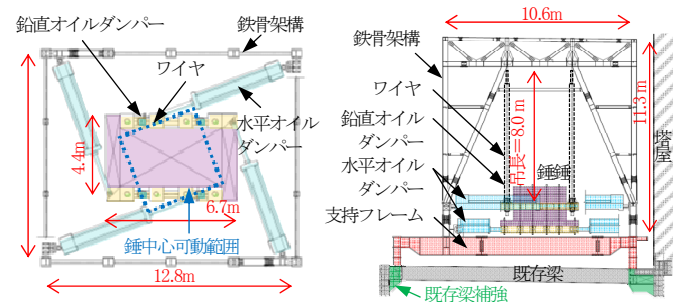 鉛直オイルダンパー
鉄骨架構
ワイヤ
水平オイル
ダンパー
4.4m
6.7m
錘中心可動範囲
12.8m
10.6m
鉄骨架構
ワイヤ
鉛直オイル
ダンパー
水平オイル
ダンパー
支持フレーム
吊長＝8.0 m
錘錘
11.3 m
塔屋
既存梁
既存梁補強